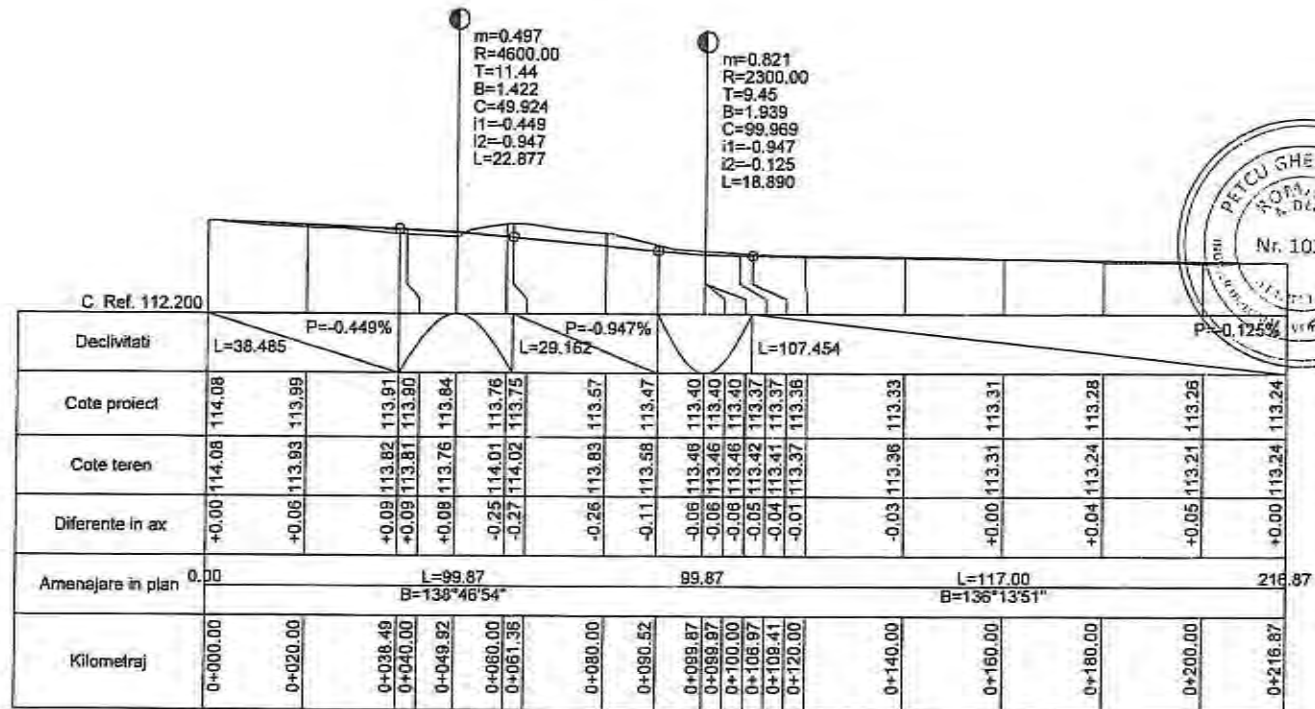 m=0.497
R=4600.00
T=11.44
B=1.422
C=49.924
i1=-0.449
i2=-0.947
L=22.877
m=0.821
R=2300.00
T=9.45
B=1.939
C=99.969
i1=-0.947
i2=-0.125
L=18.890
PETCU GHE
Nr. 10
C. Ref. 112.200
Declivitati L=38.485 P=-0.449% L=29.162 P=-0.947% L=107.454 P=-0.125%
Cote proiect 114.08 113.99 113.91 113.90 113.84 113.76 113.75 113.67 113.47 113.40 113.40 113.40 113.37 113.37 113.36 113.33 113.31 113.28 113.26 113.24
Cote teren 114.08 113.93 113.82 113.81 113.76 114.01 114.02 113.83 113.58 113.46 113.46 113.46 113.42 113.41 113.37 113.36 113.31 113.24 113.21 113.24
Diferente in ax +0.00 +0.06 +0.09 +0.09 +0.08 -0.25 -0.27 -0.26 -0.11 -0.06 -0.06 -0.06 -0.05 -0.04 -0.01 -0.03 +0.00 +0.04 +0.05 +0.00
Amenajare in plan 0.00 L=99.87 99.87 L=117.00 216.87
B=138°46'54" B=136°13'51"
Kilometraj 0+000.00 0+020.00 0+038.49 0+040.00 0+049.92 0+060.00 0+061.36 0+080.00 0+090.52 0+099.87 0+099.97 0+100.00 0+106.97 0+109.41 0+120.00 0+140.00 0+160.00 0+180.00 0+200.00 0+216.87